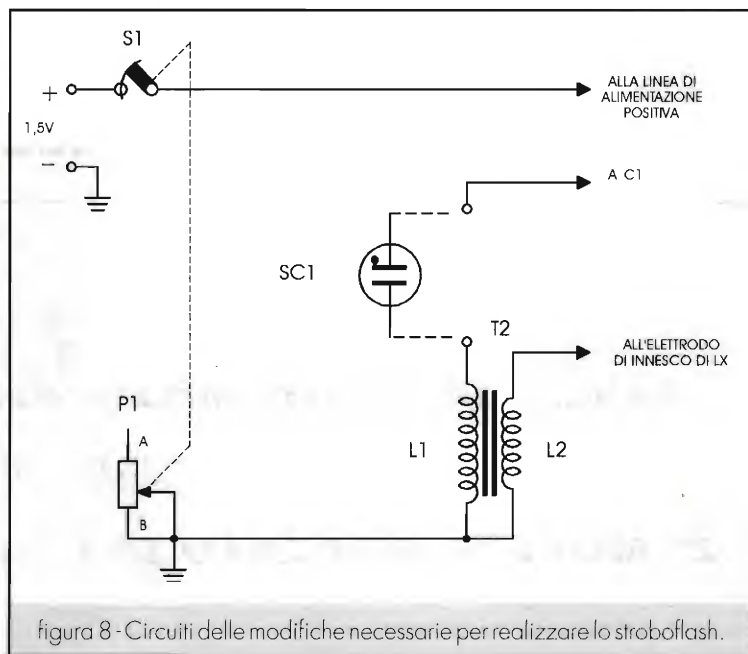 S1
+
1,5V
−
ALLA LINEA DI
ALIMENTAZIONE
POSITIVA
A C1
SC1
T2
ALL'ELETTRODO
DI INNESCO DI LX
P1
A
L1
L2
B
figura 8 - Circuiti delle modifiche necessarie per realizzare lo stroboflash.